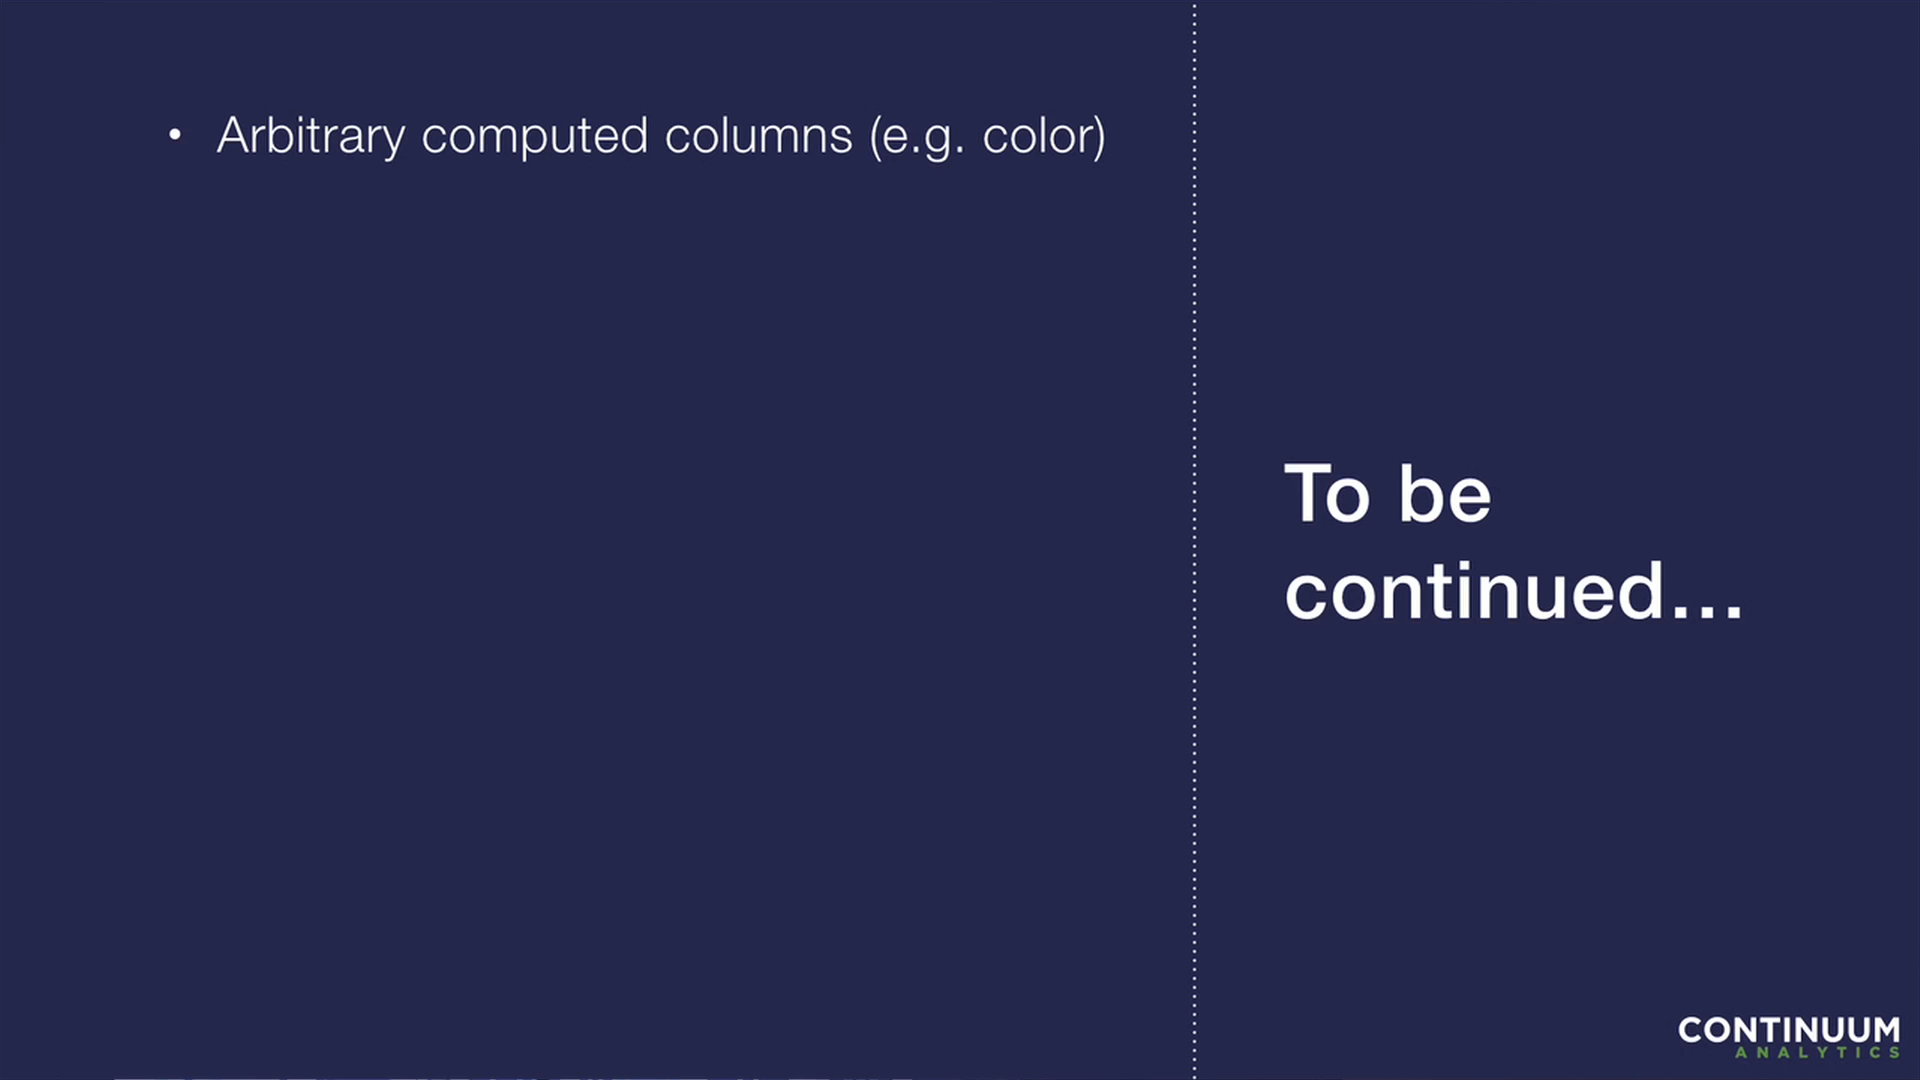 • Arbitrary computed columns (e.g. color)
To be
continued...
CONTINUUM
ANALYTICS